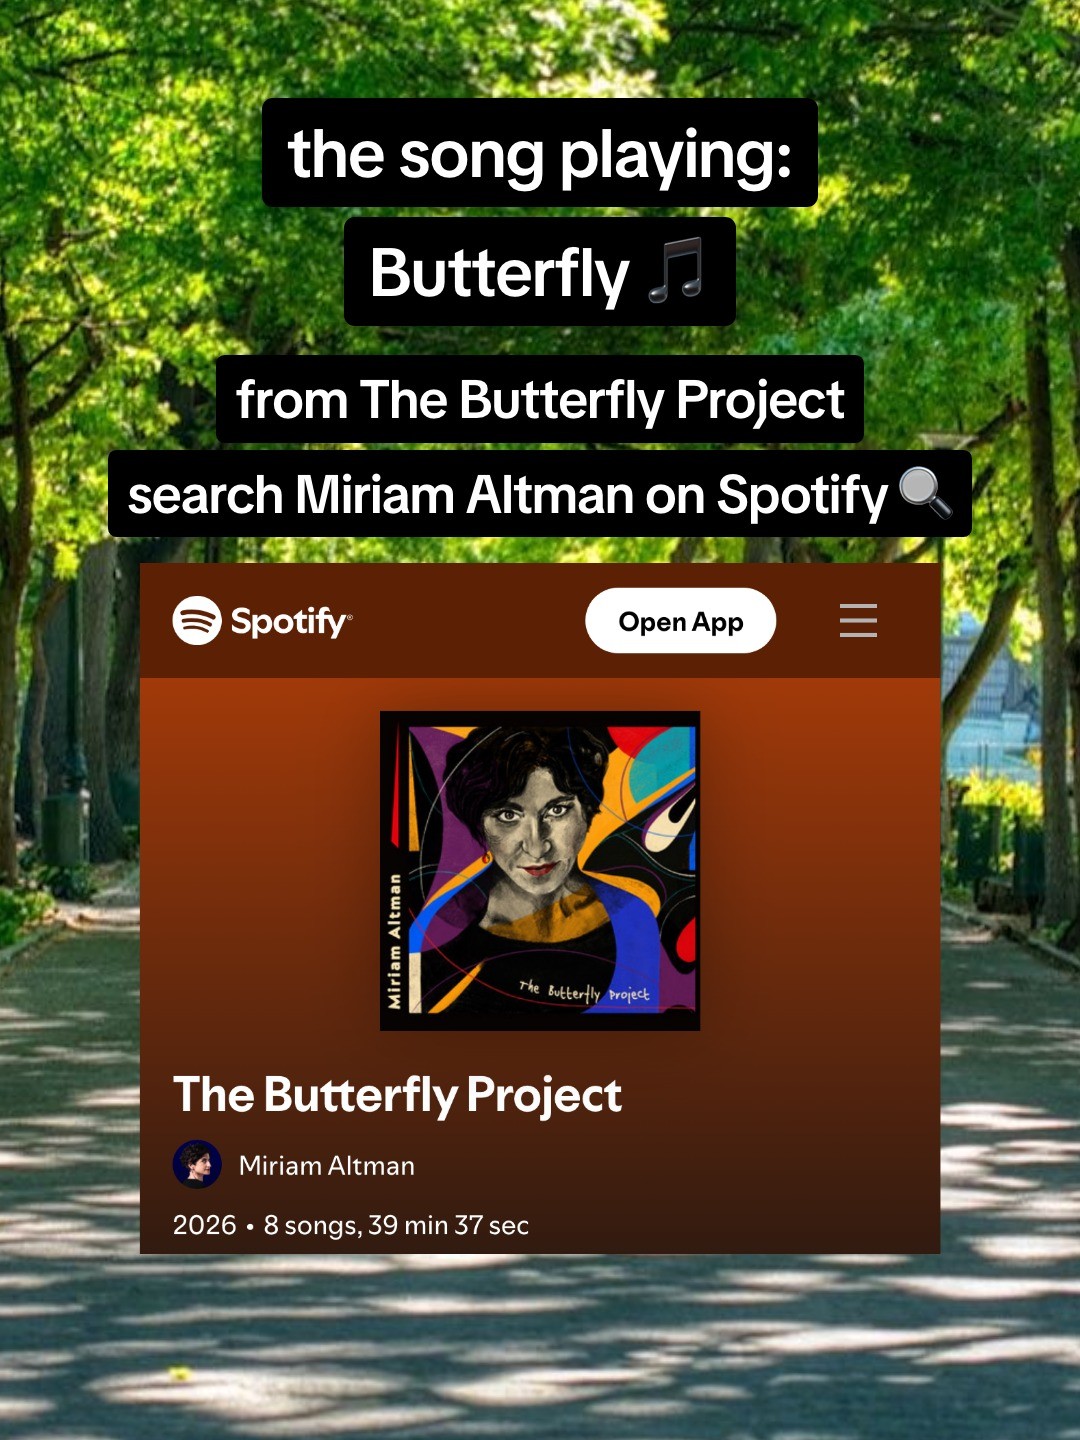 the song playing:
Butterfly 🎵
from The Butterfly Project
search Miriam Altman on Spotify 🔍
Spotify®
Open App
Miriam Altman
The Butterfly Project
The Butterfly Project
Miriam Altman
2026 • 8 songs, 39 min 37 sec